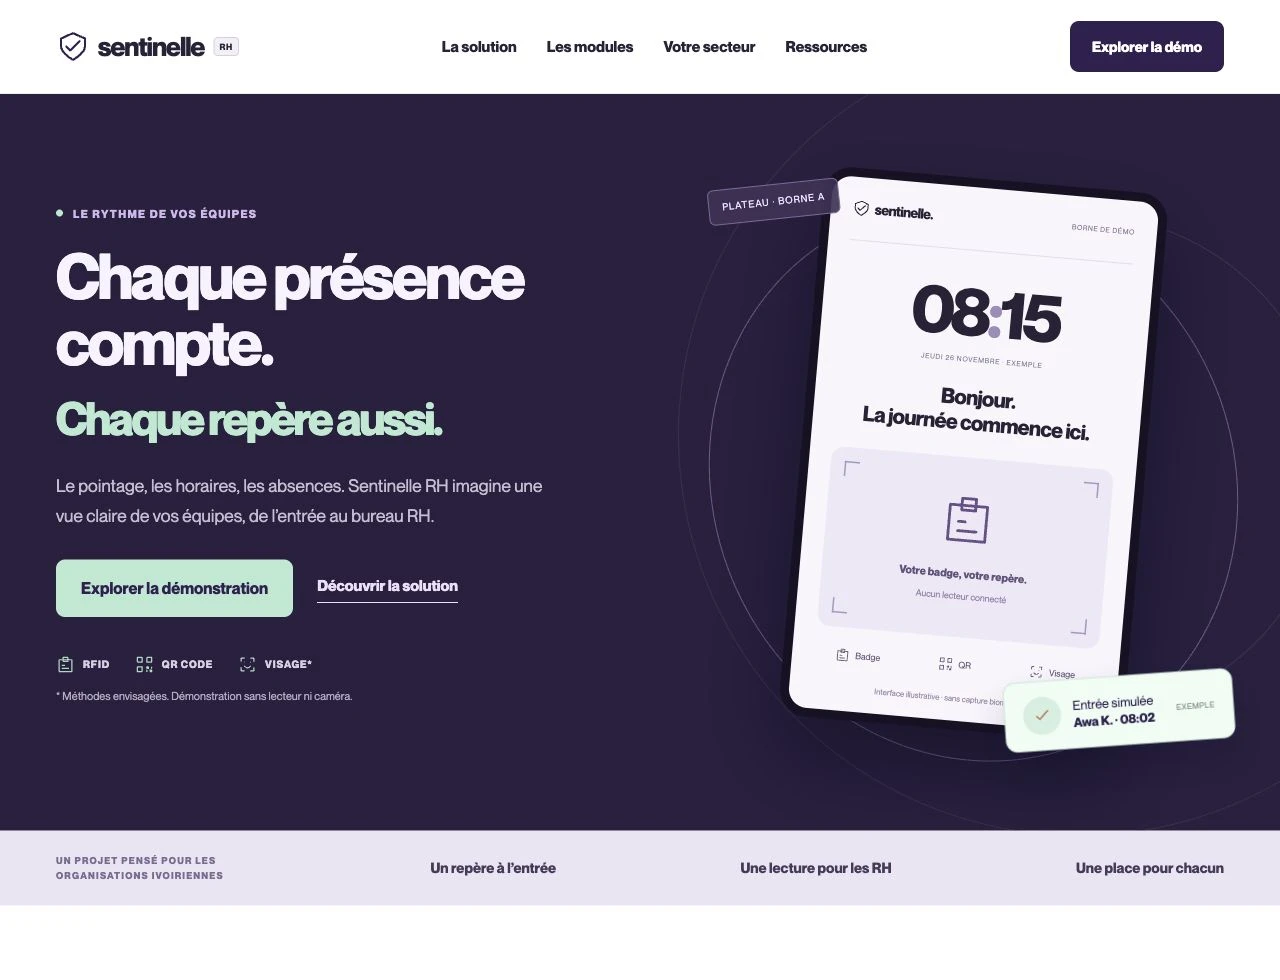 sentinelle RH
La solution
Les modules
Votre secteur
Ressources
Explorer la démo
LE RYTHME DE VOS ÉQUIPES
Chaque présence
compte.
Chaque repère aussi.
Le pointage, les horaires, les absences. Sentinelle RH imagine une
vue claire de vos équipes, de l’entrée au bureau RH.
Explorer la démonstration
Découvrir la solution
RFID
QR CODE
VISAGE*
* Méthodes envisagées. Démonstration sans lecteur ni caméra.
PLATEAU · BORNE A
sentinelle.
BORNE DE DÉMO
08:15
JEUDI 26 NOVEMBRE · EXEMPLE
Bonjour.
La journée commence ici.
Votre badge, votre repère.
Aucun lecteur connecté
Badge
QR
Visage
Interface illustrative · sans capture
Entrée simulée
Awa K. · 08:02
EXEMPLE
UN PROJET PENSÉ POUR LES
ORGANISATIONS IVOIRIENNES
Un repère à l’entrée
Une lecture pour les RH
Une place pour chacun